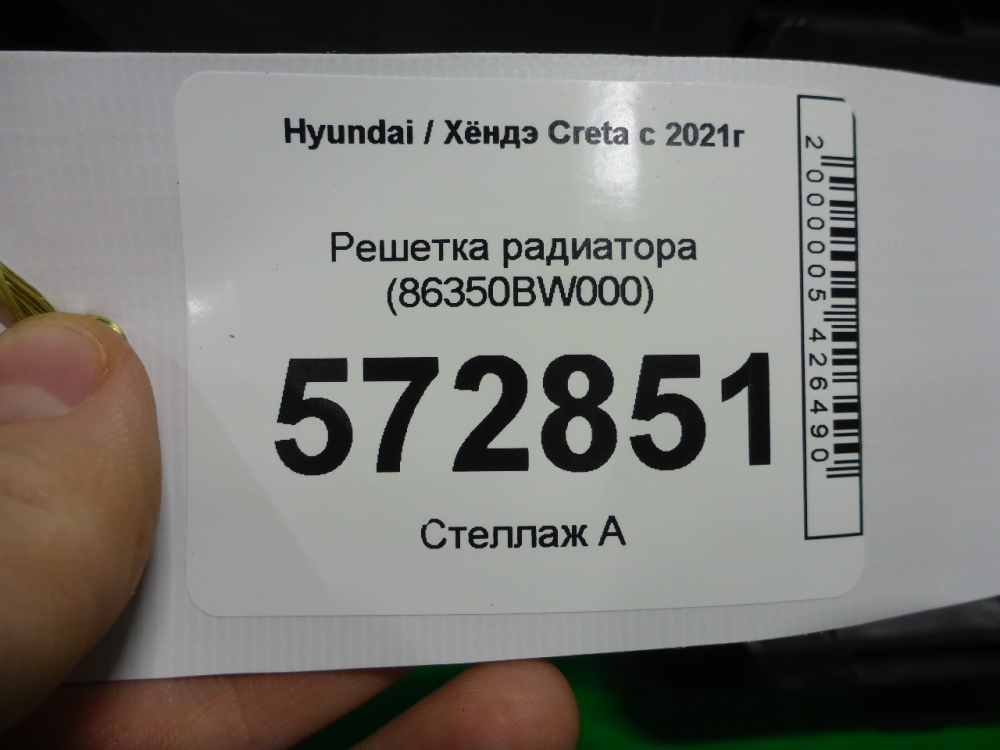 Hyundai / Хёндэ Creta с 2021г
Решетка радиатора
(86350BW000)
572851
Стеллаж А
2000005426490